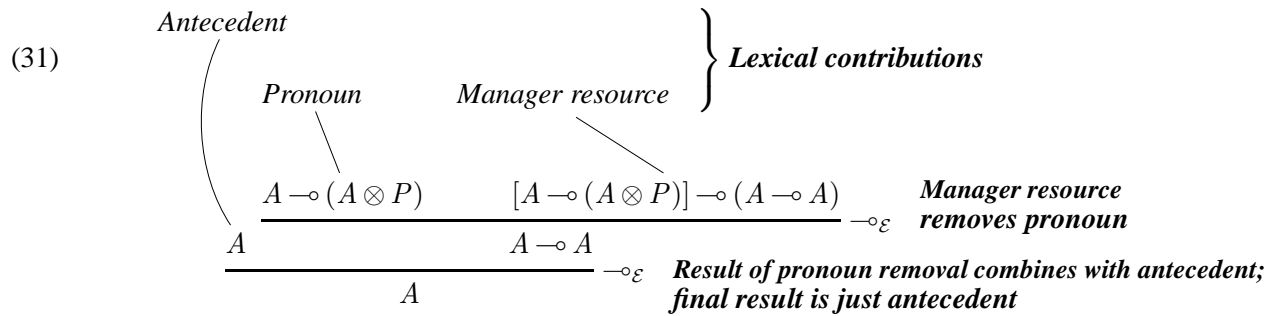 Antecedent
(31)
Lexical contributions
Pronoun Manager resource
A ⊸ (A ⊗ P) [A ⊸ (A ⊗ P)] ⊸ (A ⊸ A) ⊸ε Manager resource
removes pronoun
A A ⊸ A ⊸ε Result of pronoun removal combines with antecedent;
A final result is just antecedent